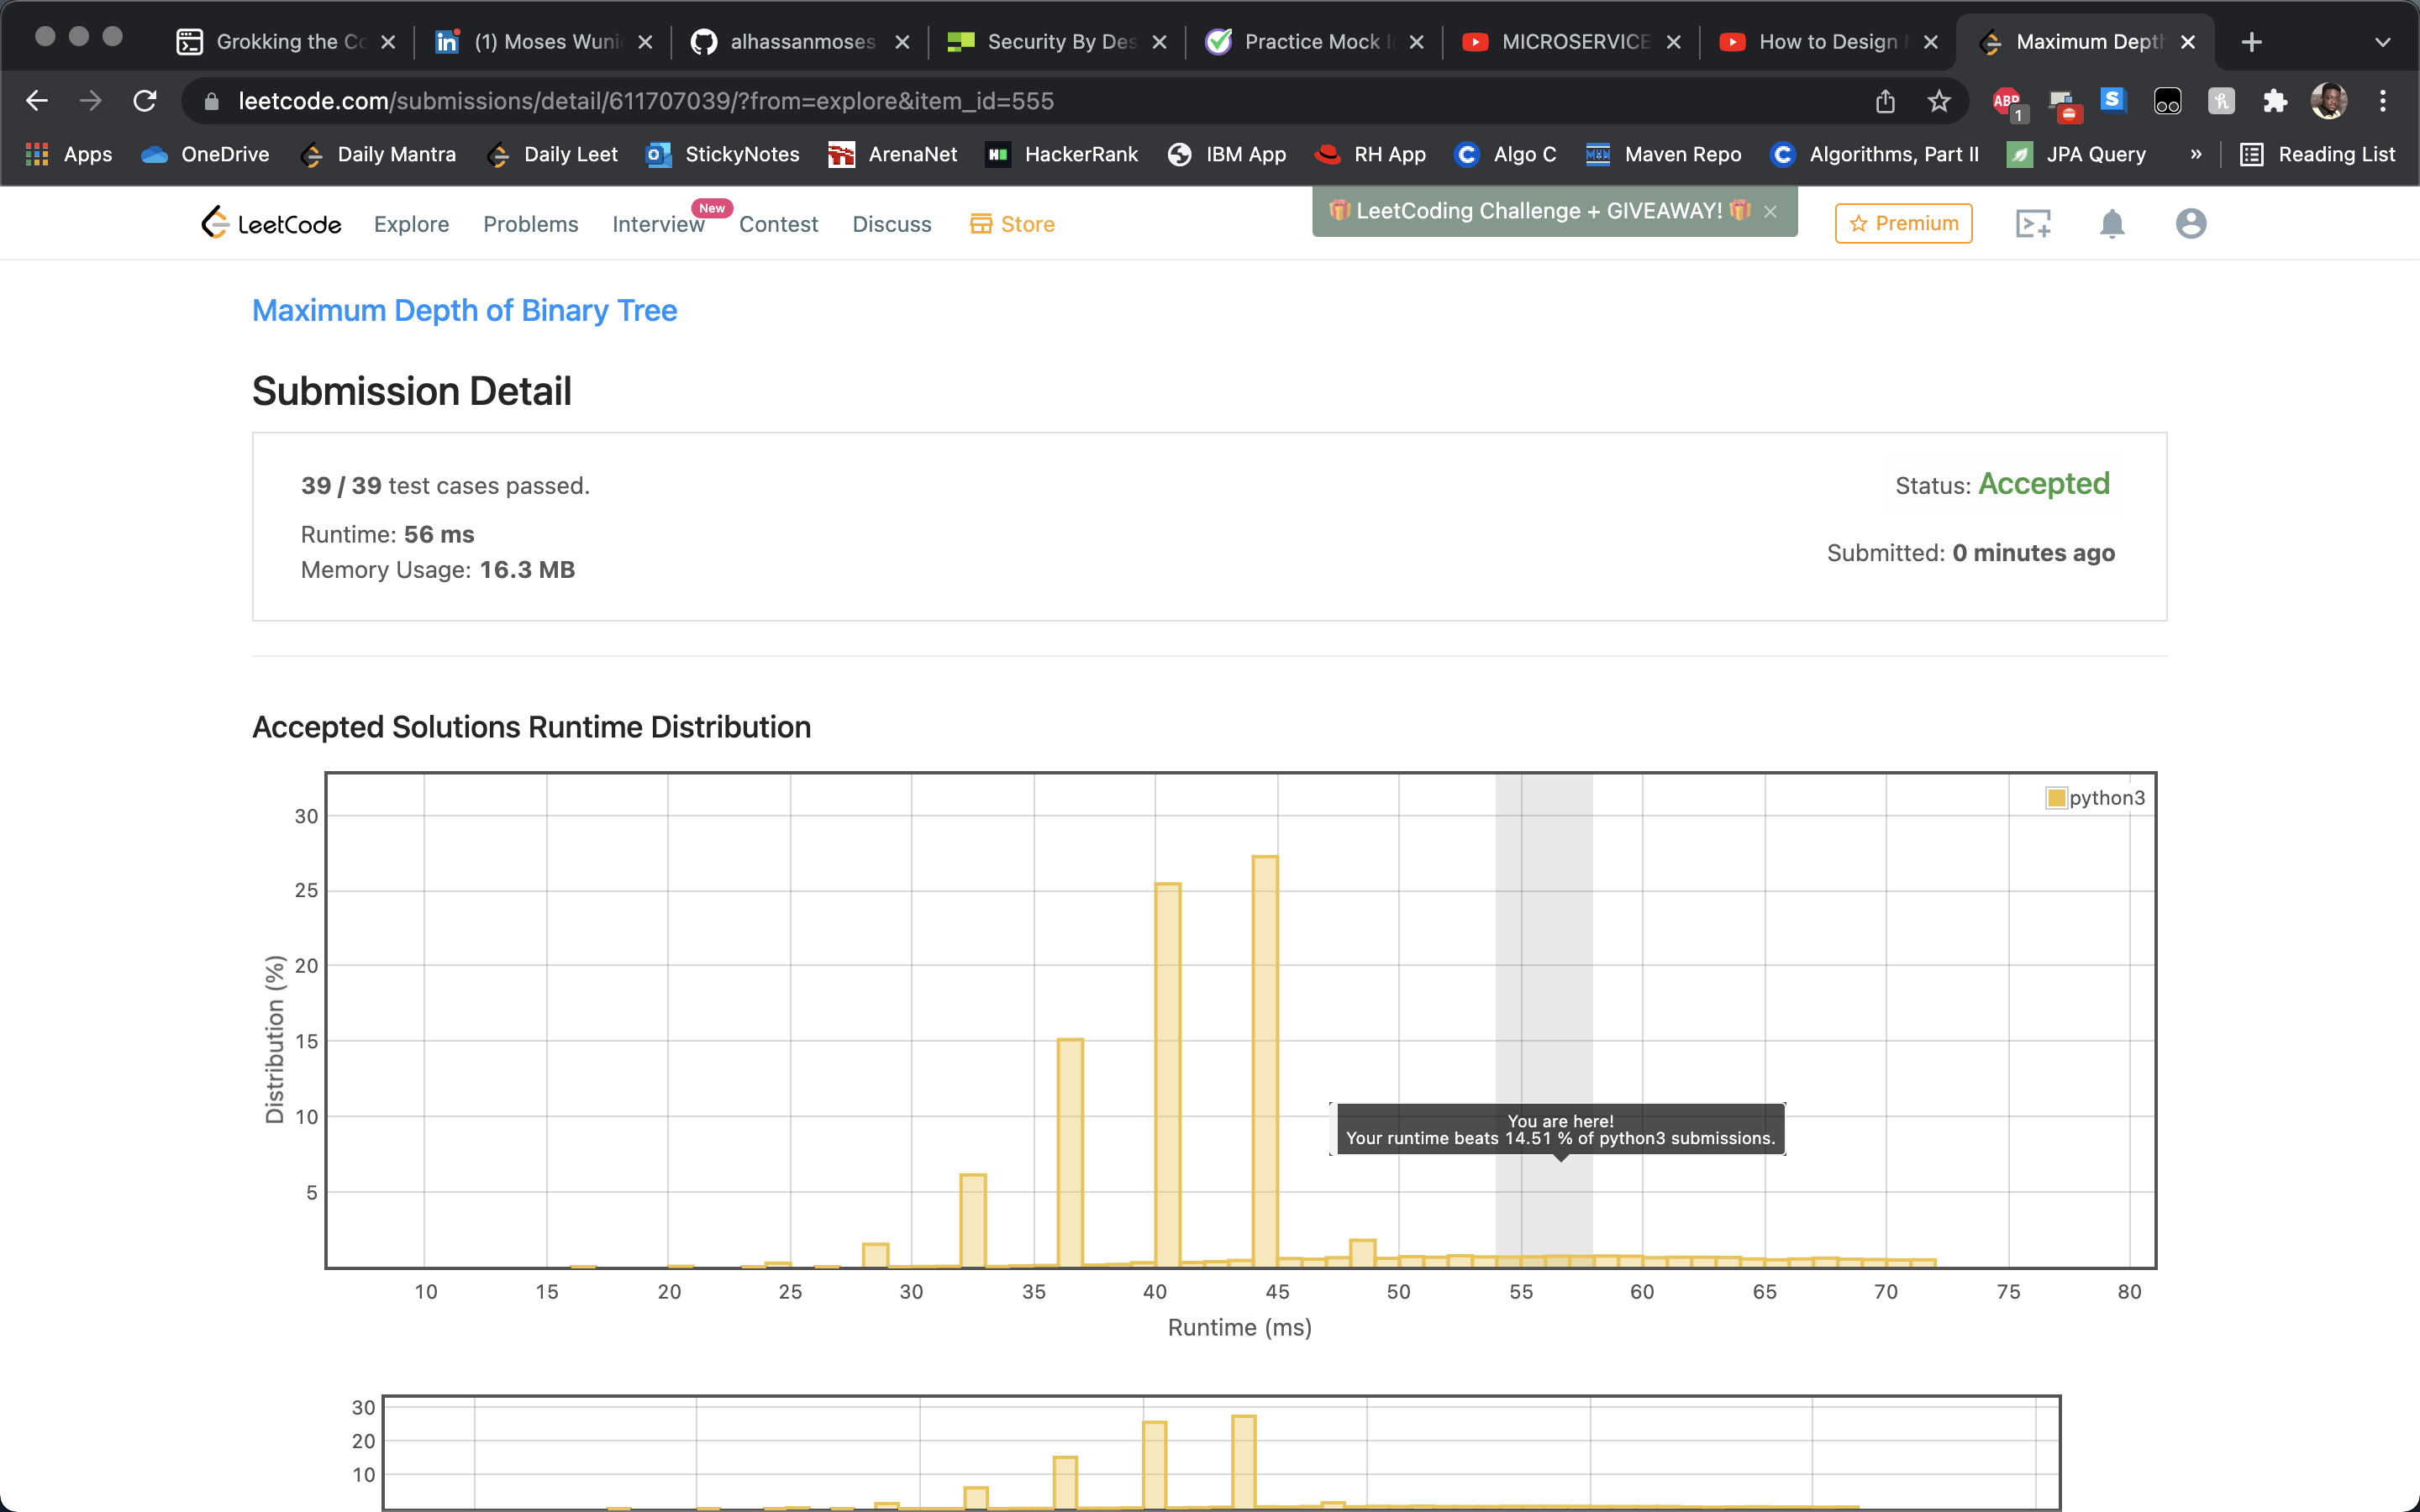 Grokking the Co
(1) Moses Wuni
alhassanmoses
Security By Des
Practice Mock I
MICROSERVICE
How to Design
Maximum Depth
leetcode.com/submissions/detail/611707039/?from=explore&item_id=555
ABP
1
S
h
Apps
OneDrive
Daily Mantra
Daily Leet
StickyNotes
ArenaNet
HackerRank
IBM App
RH App
Algo C
Maven Repo
Algorithms, Part II
JPA Query
»
Reading List
LeetCode
Explore
Problems
Interview
New
Contest
Discuss
Store
LeetCoding Challenge + GIVEAWAY!
Premium
Maximum Depth of Binary Tree
Submission Detail
39 / 39 test cases passed.
Status: Accepted
Runtime: 56 ms
Submitted: 0 minutes ago
Memory Usage: 16.3 MB
Accepted Solutions Runtime Distribution
python3
30
25
20
15
10
5
Distribution (%)
You are here!
Your runtime beats 14.51 % of python3 submissions.
10 15 20 25 30 35 40 45 50 55 60 65 70 75 80
Runtime (ms)
30
20
10